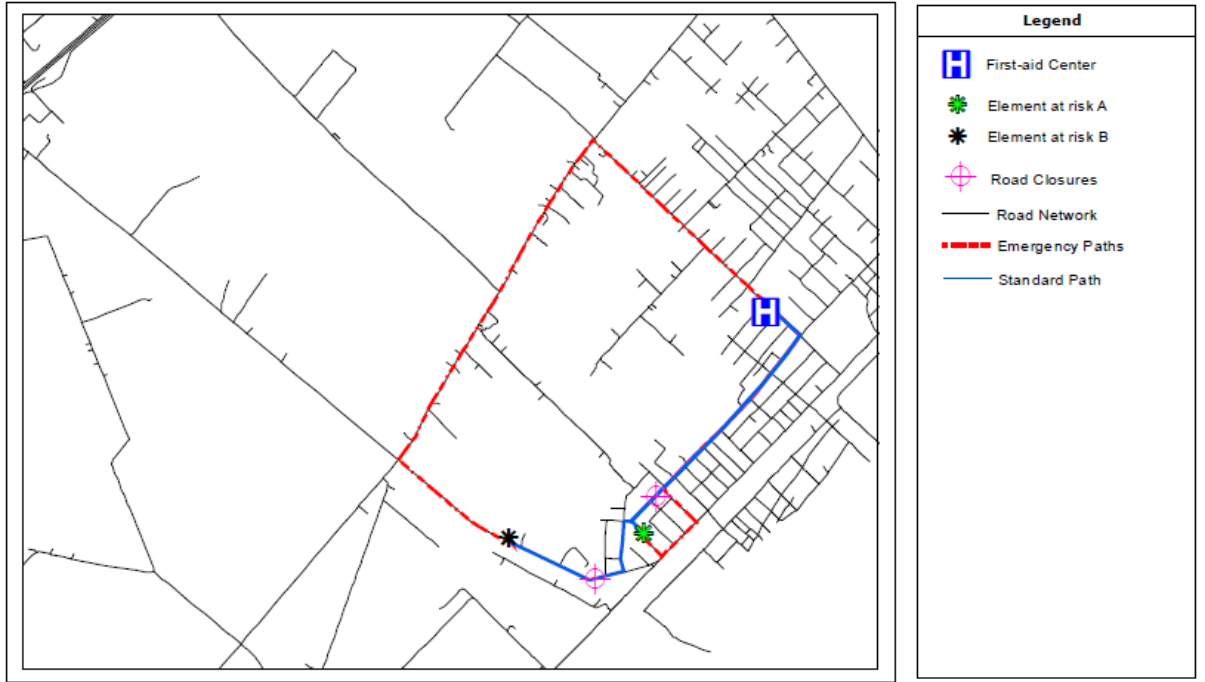 Legend
H First-aid Center
Element at risk A
Element at risk B
Road Closures
Road Network
Emergency Paths
Standard Path
H